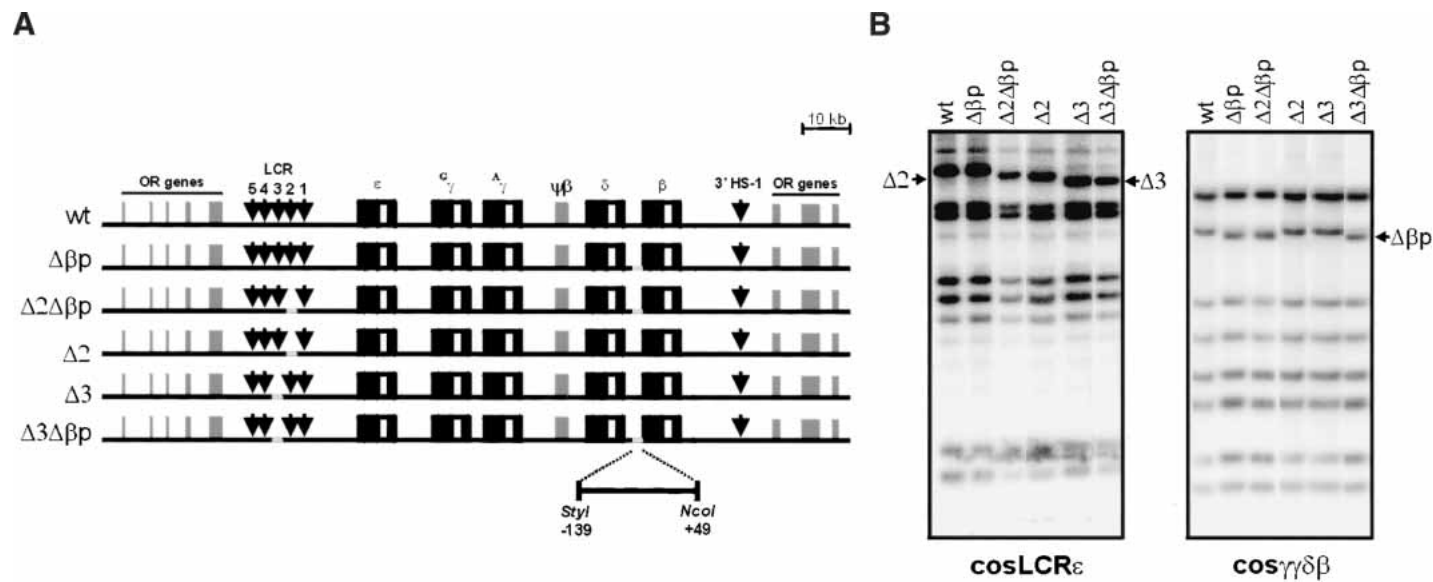 A
10 kb
LCR
OR genes 5 4 3 2 1 ε Gγ Aγ ψβ δ β 3' HS-1 OR genes
wt
Δβp
Δ2Δβp
Δ2
Δ3
Δ3Δβp
StyI NcoI
-139 +49
B
wt Δβp Δ2Δβp Δ2 Δ3 Δ3Δβp
Δ2 Δ3
cosLCRε
wt Δβp Δ2Δβp Δ2 Δ3 Δ3Δβp
Δβp
cosγγδβ